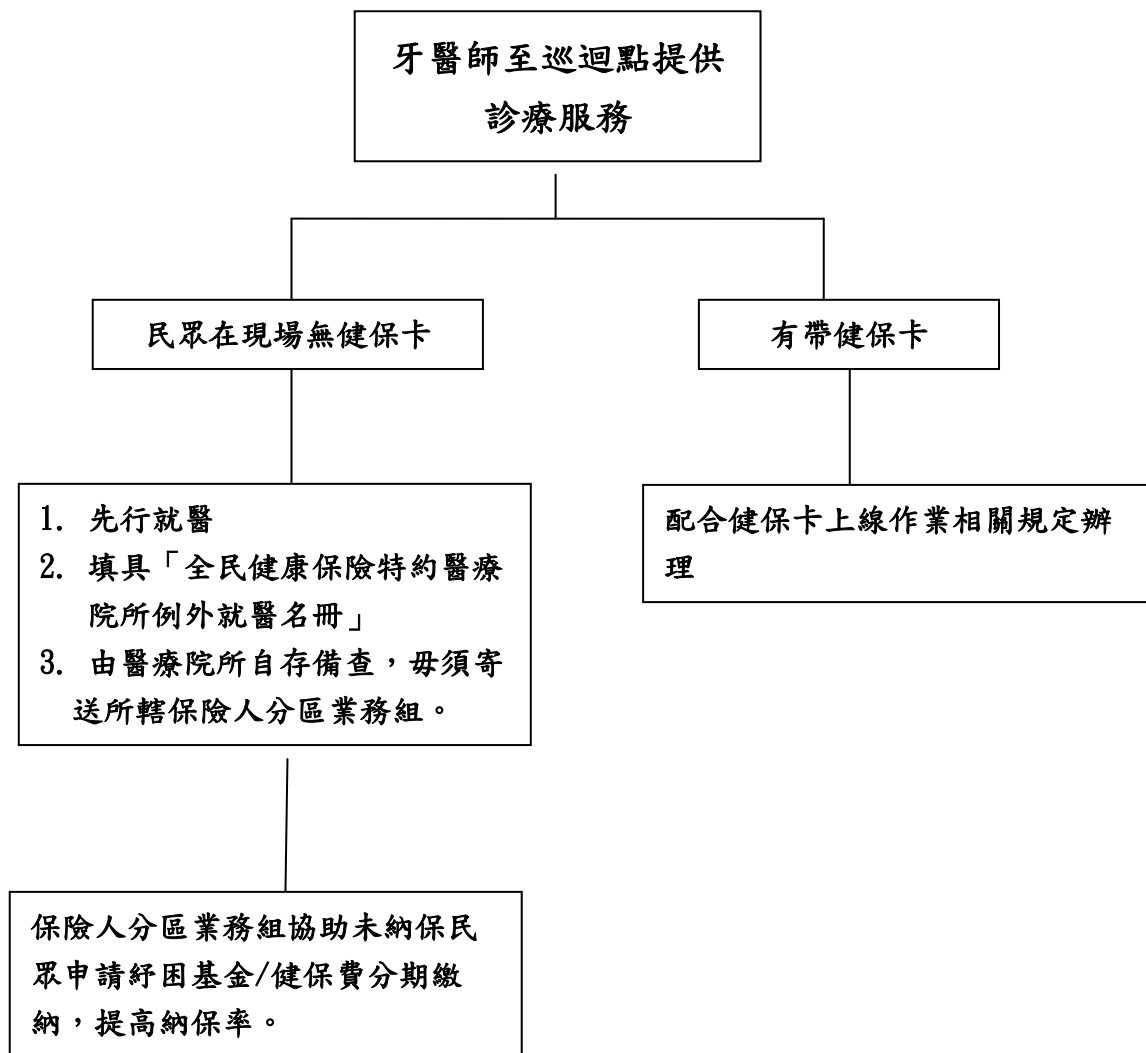 牙醫師至巡迴點提供
診療服務
民眾在現場無健保卡
有帶健保卡
1. 先行就醫
2. 填具「全民健康保險特約醫療
院所例外就醫名冊」
3. 由醫療院所自存備查，毋須寄
送所轄保險人分區業務組。
配合健保卡上線作業相關規定辦
理
保險人分區業務組協助未納保民
眾申請紓困基金/健保費分期繳
納，提高納保率。